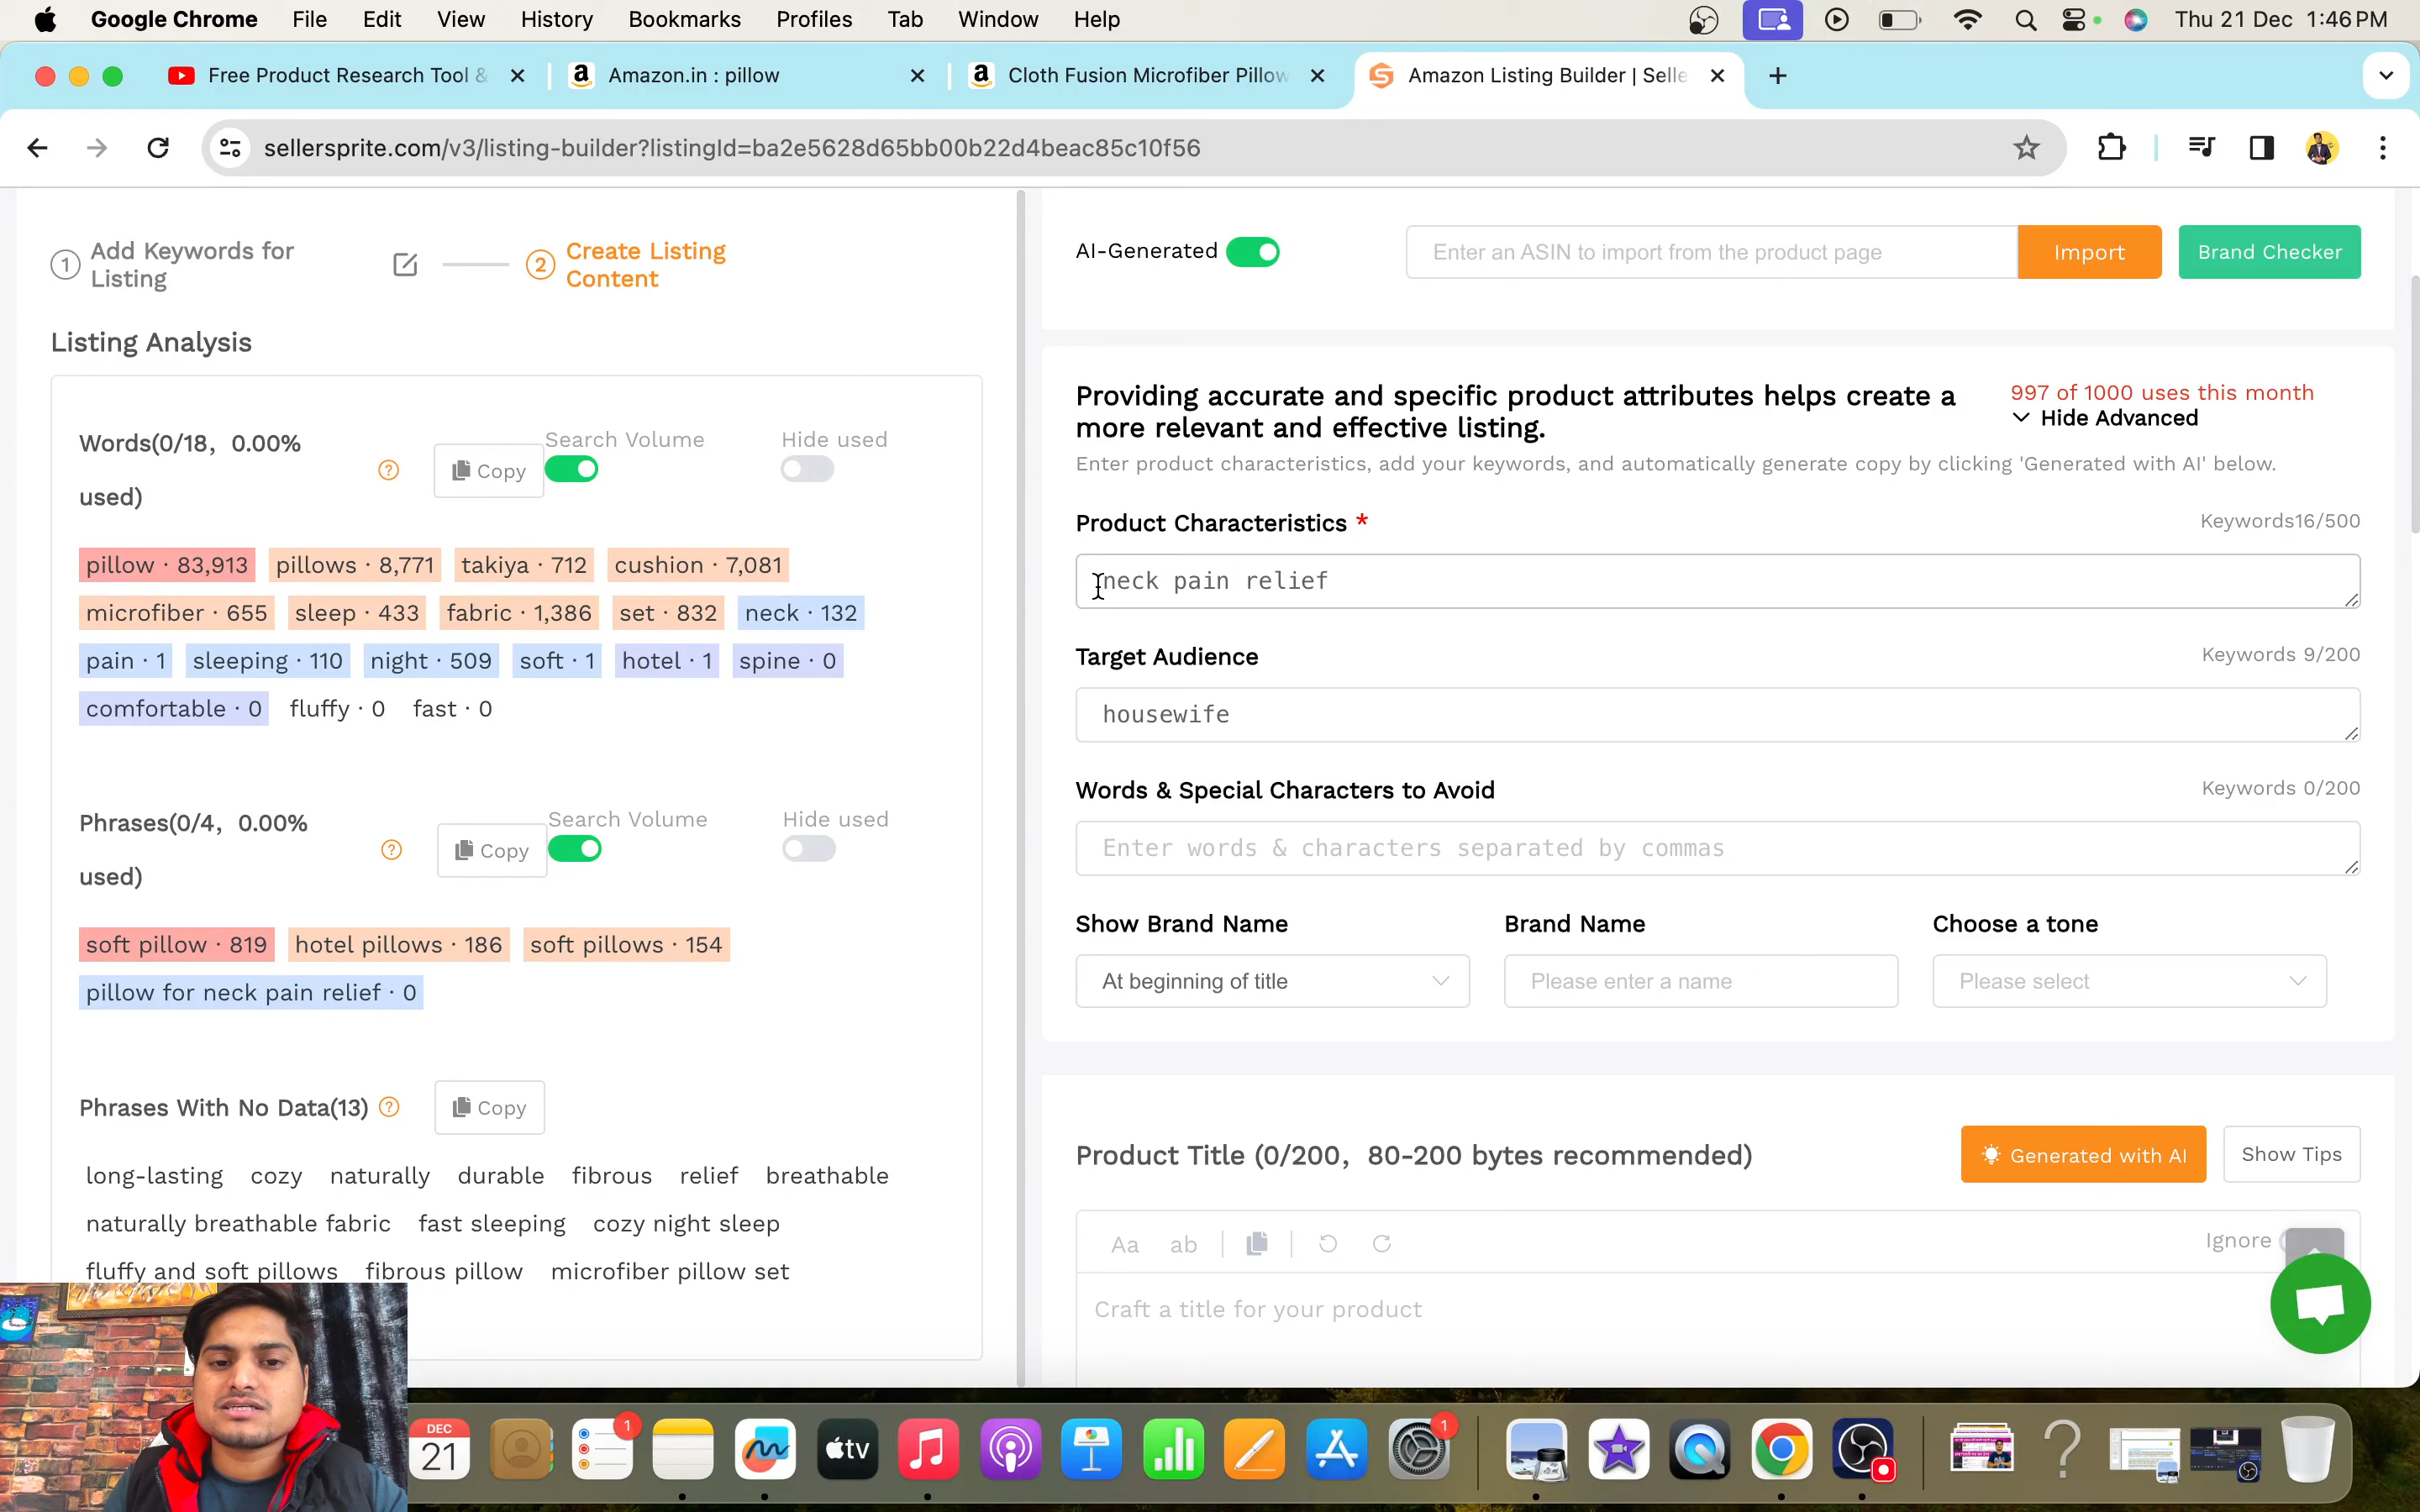 Google Chrome File Edit View History Bookmarks Profiles Tab Window Help Thu 21 Dec 1:46 PM
Free Product Research Tool &
Amazon.in : pillow
Cloth Fusion Microfiber Pillow
Amazon Listing Builder | Selle
sellersprite.com/v3/listing-builder?listingId=ba2e5628d65bb00b22d4beac85c10f56
1 Add Keywords for
Listing
2 Create Listing
Content
Listing Analysis
Words(0/18, 0.00%
used)
? Copy
Search Volume
Hide used
pillow · 83,913 pillows · 8,771 takiya · 712 cushion · 7,081
microfiber · 655 sleep · 433 fabric · 1,386 set · 832 neck · 132
pain · 1 sleeping · 110 night · 509 soft · 1 hotel · 1 spine · 0
comfortable · 0 fluffy · 0 fast · 0
Phrases(0/4, 0.00%
used)
? Copy
Search Volume
Hide used
soft pillow · 819 hotel pillows · 186 soft pillows · 154
pillow for neck pain relief · 0
Phrases With No Data(13) ? Copy
long-lasting cozy naturally durable fibrous relief breathable
naturally breathable fabric fast sleeping cozy night sleep
fluffy and soft pillows fibrous pillow microfiber pillow set
AI-Generated
Enter an ASIN to import from the product page
Import
Brand Checker
Providing accurate and specific product attributes helps create a
more relevant and effective listing.
997 of 1000 uses this month
Hide Advanced
Enter product characteristics, add your keywords, and automatically generate copy by clicking 'Generated with AI' below.
Product Characteristics * Keywords16/500
neck pain relief
Target Audience Keywords 9/200
housewife
Words & Special Characters to Avoid Keywords 0/200
Enter words & characters separated by commas
Show Brand Name Brand Name Choose a tone
At beginning of title Please enter a name Please select
Product Title (0/200, 80-200 bytes recommended)
Generated with AI
Show Tips
Aa ab Ignore
Craft a title for your product
DEC
21
1
tv
1